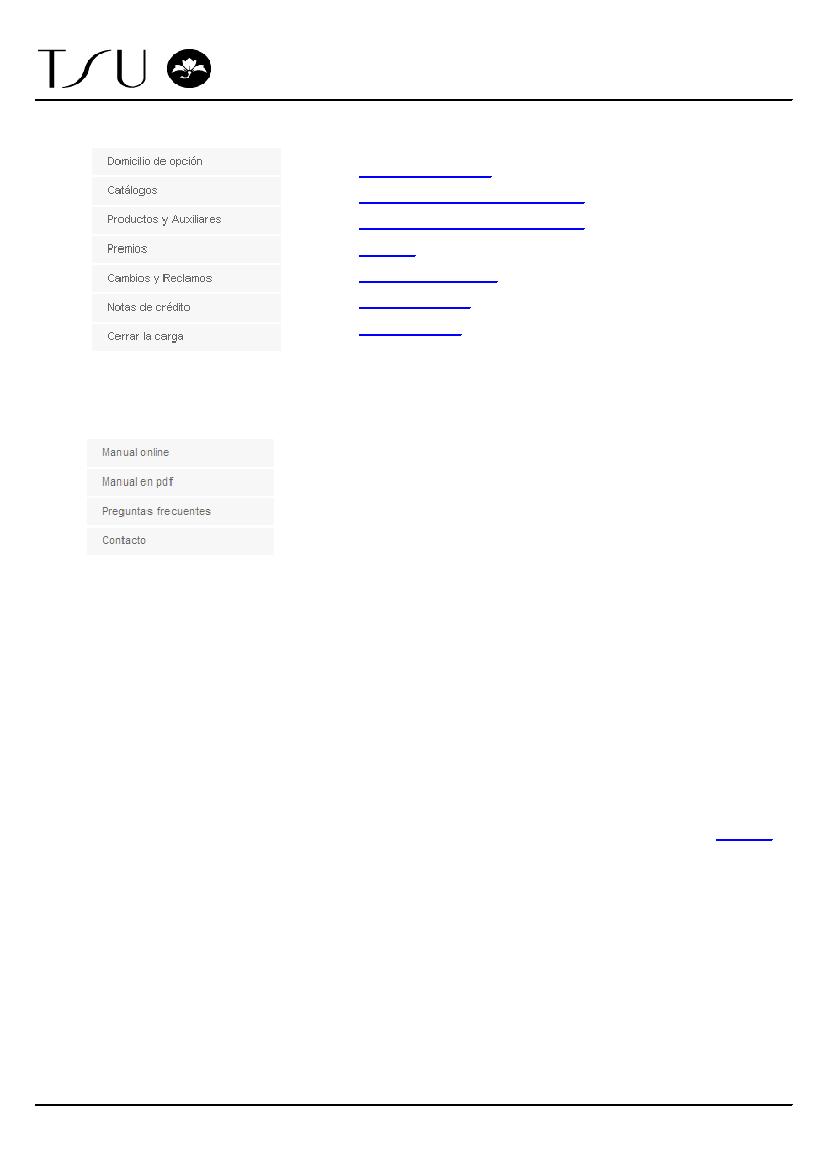 TSU
Domicilio de opción
Catálogos
Productos y Auxiliares
Premios
Cambios y Reclamos
Notas de crédito
Cerrar la carga
Manual online
Manual en pdf
Preguntas frecuentes
Contacto